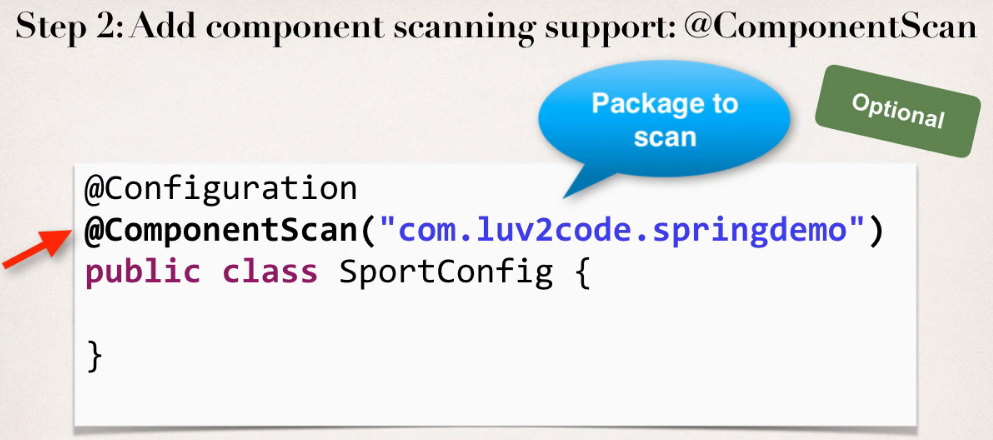 Step 2: Add component scanning support: @ComponentScan
Package to
scan
Optional
@Configuration
@ComponentScan("com.luv2code.springdemo")
public class SportConfig {
}